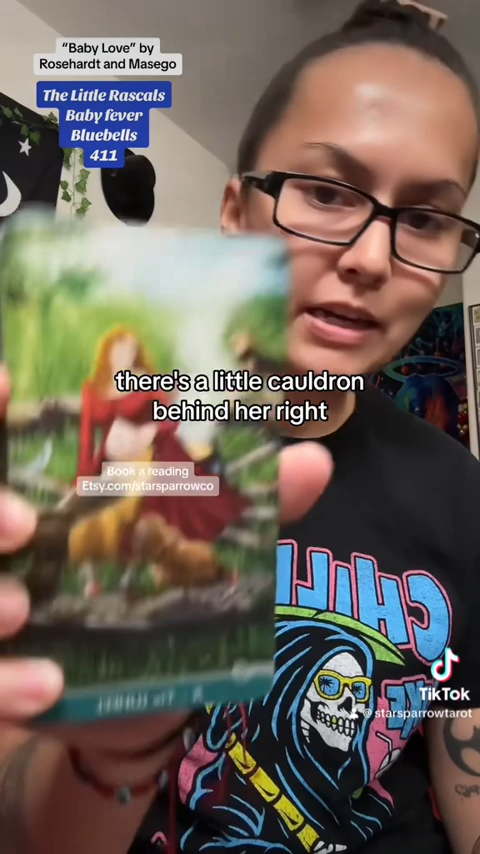 “Baby Love” by
Rosehardt and Masego
The Little Rascals
Baby fever
Bluebells
411
there's a little cauldron
behind her right
Book a reading
Etsy.com/starsparrowco
CHILL
TikTok
@ starsparrowtarot